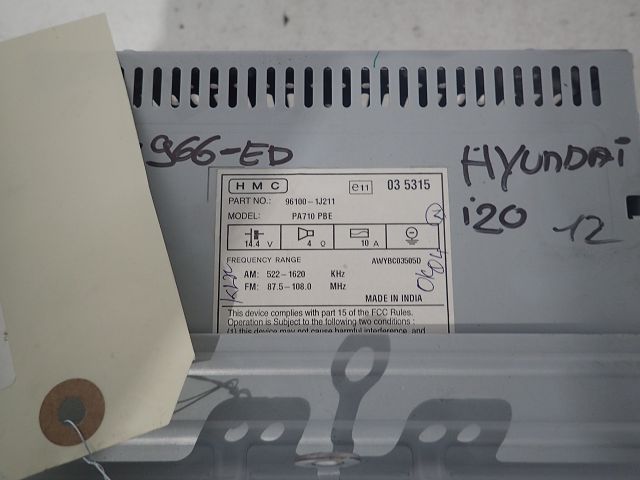 966-ED
HYUNDAI
i20 12
HMC e11 03 5315
PART NO.: 96100-1J211
MODEL: PA710 PBE
14.4 V 4 Ω 10 A
FREQUENCY RANGE AWYBC03505D
AM: 522-1620 KHz
FM: 87.5-108.0 MHz
MADE IN INDIA
This device complies with part 15 of the FCC Rules.
Operation is Subject to the following two conditions :
(1) this device may not cause harmful interference, and